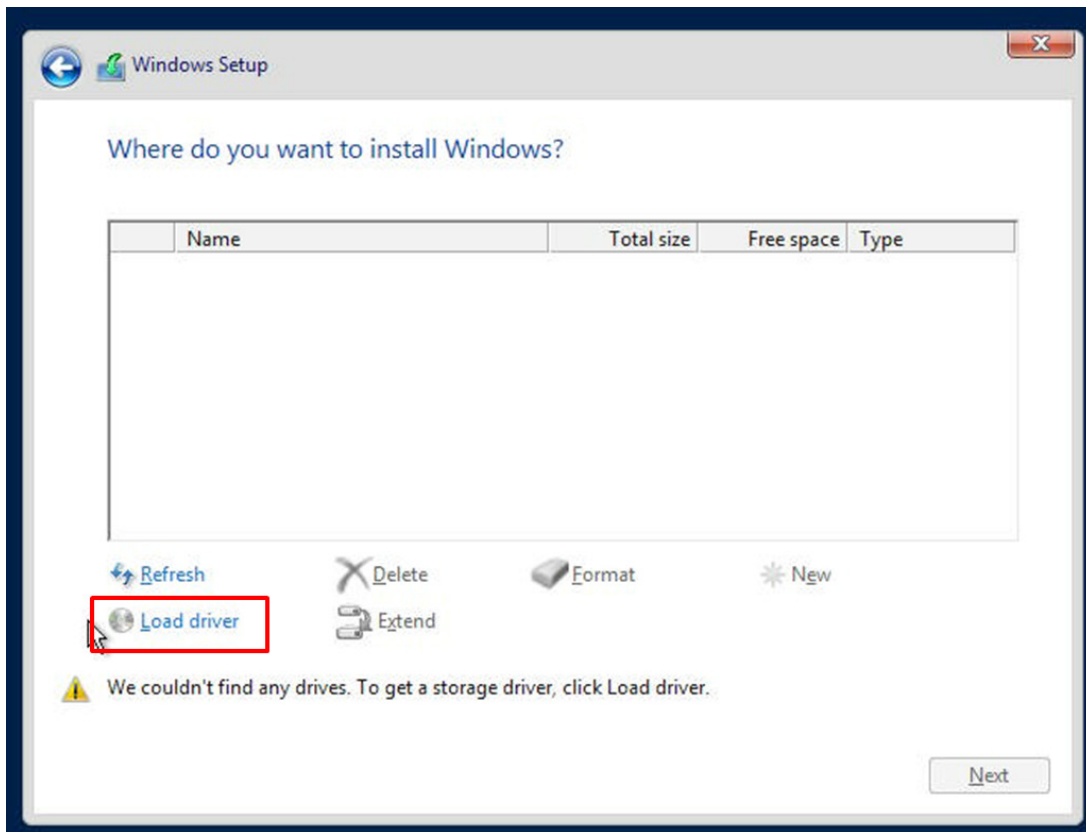 Windows Setup
Where do you want to install Windows?
Name Total size Free space Type
Refresh Delete Format New
Load driver Extend
We couldn't find any drives. To get a storage driver, click Load driver.
Next